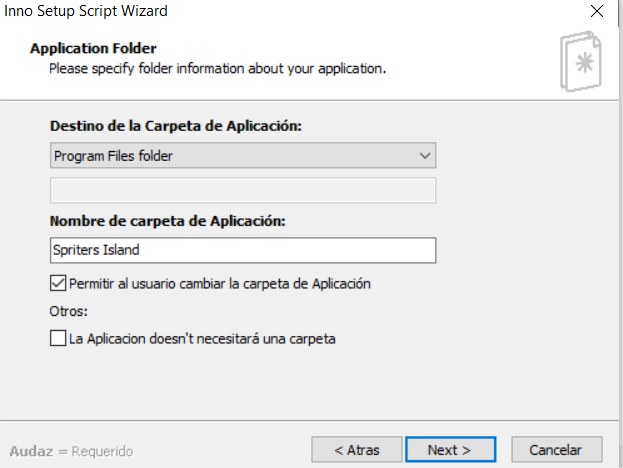 Inno Setup Script Wizard
Application Folder
Please specify folder information about your application.
Destino de la Carpeta de Aplicación:
Program Files folder
Nombre de carpeta de Aplicación:
Spriters Island
Permitir al usuario cambiar la carpeta de Aplicación
Otros:
La Aplicacion doesn't necesitará una carpeta
Audaz = Requerido
< Atras
Next >
Cancelar